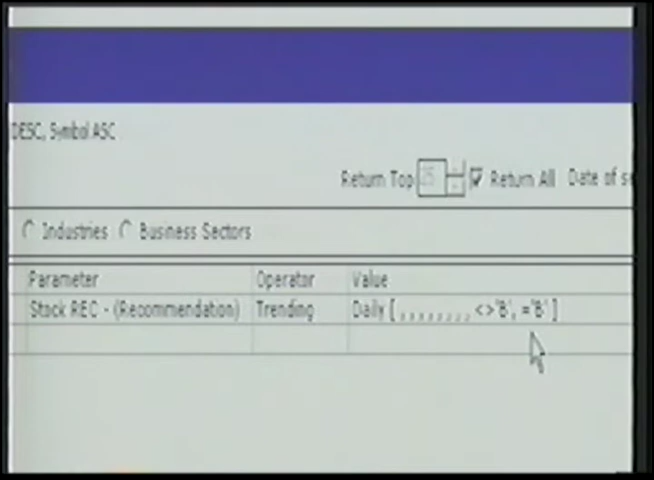 DESC, Symbol ASC
Return Top 25 Return All Date of
Industries Business Sectors
Parameter Operator Value
Stock REC - (Recommendation) Trending Daily [ , , , , , , , , <>'B', ='B' ]